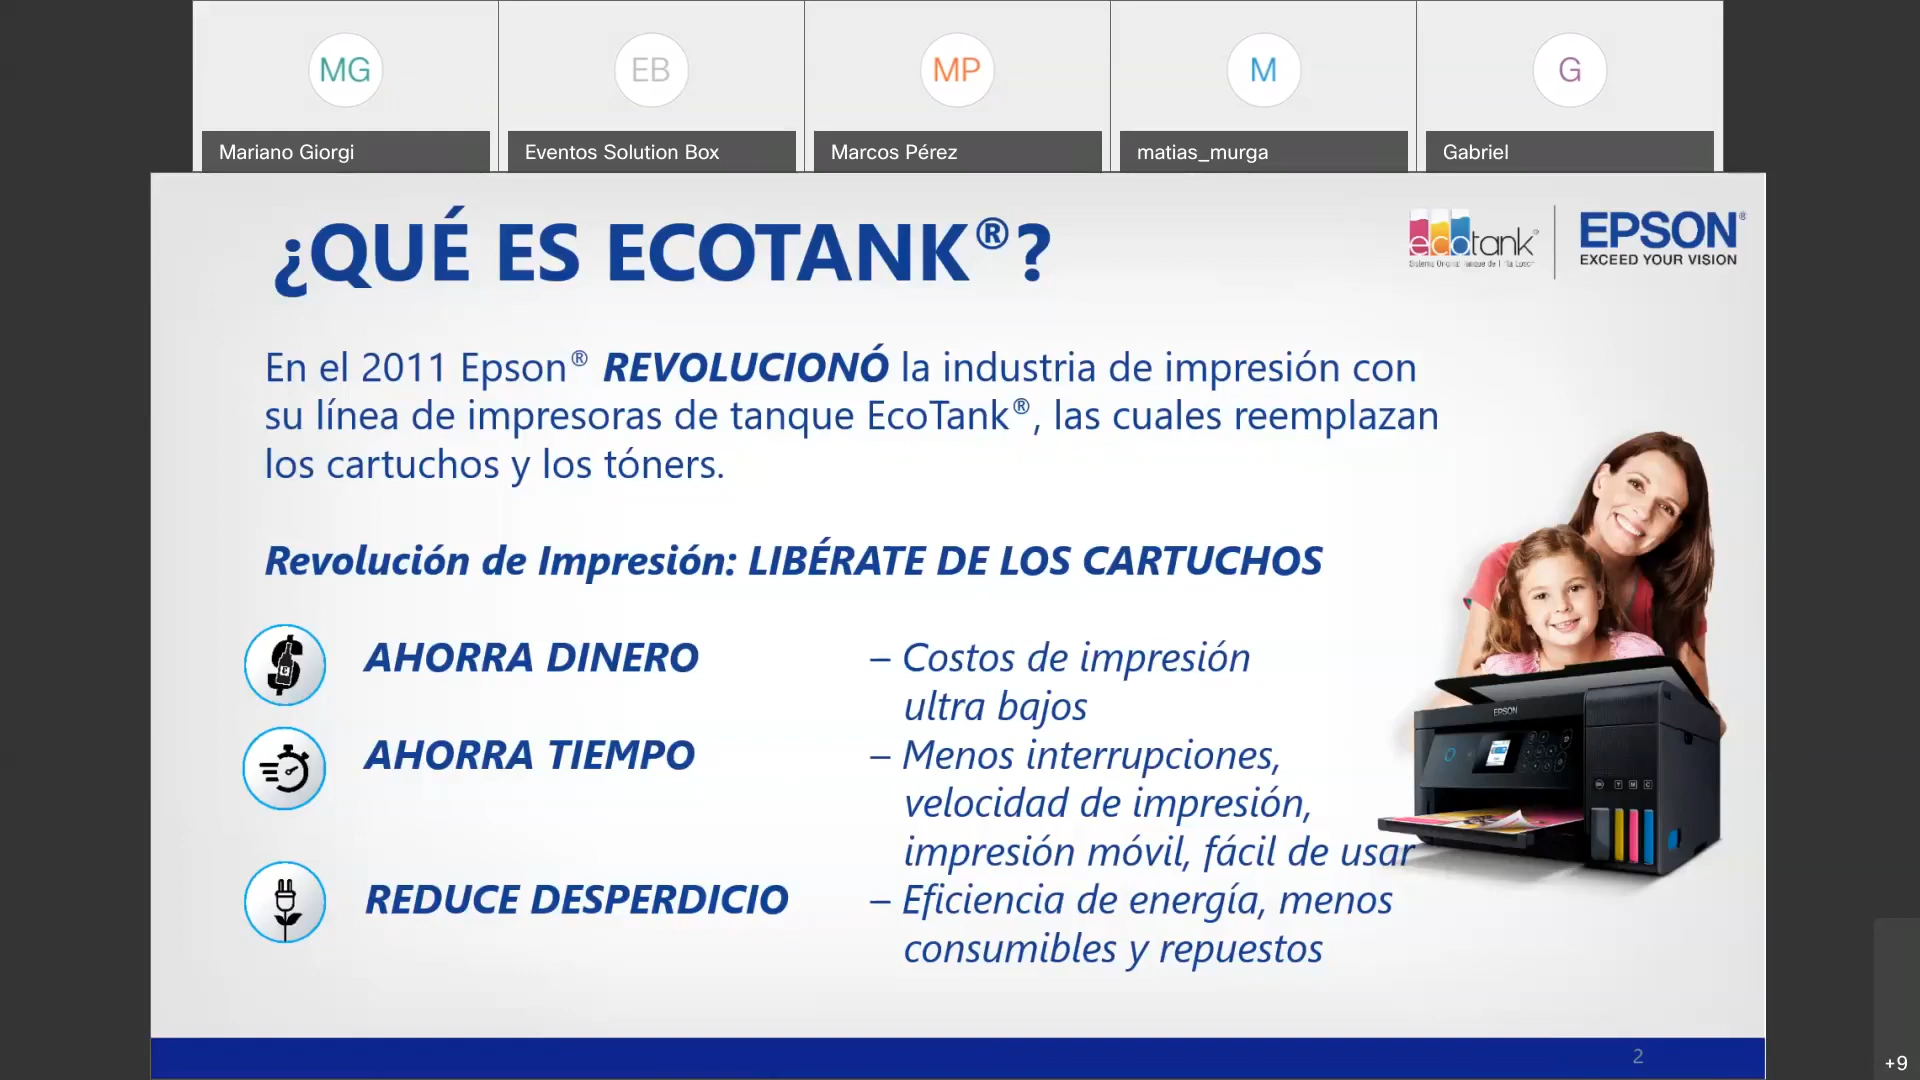 MG
EB
MP
M
G
Mariano Giorgi
Eventos Solution Box
Marcos Pérez
matias_murga
Gabriel
¿QUÉ ES ECOTANK®?
ecotank
EPSON®
EXCEED YOUR VISION
En el 2011 Epson® REVOLUCIONÓ la industria de impresión con
su línea de impresoras de tanque EcoTank®, las cuales reemplazan
los cartuchos y los tóners.
Revolución de Impresión: LIBÉRATE DE LOS CARTUCHOS
AHORRA DINERO
– Costos de impresión
ultra bajos
AHORRA TIEMPO
– Menos interrupciones,
velocidad de impresión,
impresión móvil, fácil de usar
REDUCE DESPERDICIO
– Eficiencia de energía, menos
consumibles y repuestos
EPSON
2
+9